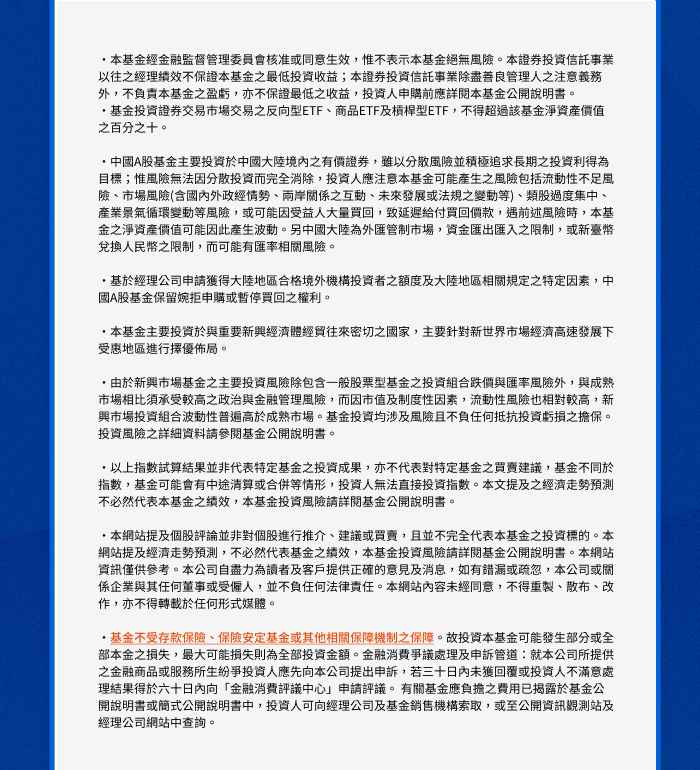 ・本基金經金融監督管理委員會核准或同意生效，惟不表示本基金絕無風險。本證券投資信託事業
以往之經理績效不保證本基金之最低投資收益；本證券投資信託事業除盡善良管理人之注意義務
外，不負責本基金之盈虧，亦不保證最低之收益，投資人申購前應詳閱本基金公開說明書。
・基金投資證券交易市場交易之反向型ETF、商品ETF及槓桿型ETF，不得超過該基金淨資產價值
之百分之十。
・中國A股基金主要投資於中國大陸境內之有價證券，雖以分散風險並積極追求長期之投資利得為
目標；惟風險無法因分散投資而完全消除，投資人應注意本基金可能產生之風險包括流動性不足風
險、市場風險(含國內外政經情勢、兩岸關係之互動、未來發展或法規之變動等)、類股過度集中、
產業景氣循環變動等風險，或可能因受益人大量買回，致延遲給付買回價款，遇前述風險時，本基
金之淨資產價值可能因此產生波動。另中國大陸為外匯管制市場，資金匯出匯入之限制，或新臺幣
兌換人民幣之限制，而可能有匯率相關風險。
・基於經理公司申請獲得大陸地區合格境外機構投資者之額度及大陸地區相關規定之特定因素，中
國A股基金保留婉拒申購或暫停買回之權利。
・本基金主要投資於與重要新興經濟體經貿往來密切之國家，主要針對新世界市場經濟高速發展下
受惠地區進行擇優佈局。
・由於新興市場基金之主要投資風險除包含一般股票型基金之投資組合跌價與匯率風險外，與成熟
市場相比須承受較高之政治與金融管理風險，而因市值及制度性因素，流動性風險也相對較高，新
興市場投資組合波動性普遍高於成熟市場。基金投資均涉及風險且不負任何抵抗投資虧損之擔保。
投資風險之詳細資料請參閱基金公開說明書。
・以上指數試算結果並非代表特定基金之投資成果，亦不代表對特定基金之買賣建議，基金不同於
指數，基金可能會有中途清算或合併等情形，投資人無法直接投資指數。本文提及之經濟走勢預測
不必然代表本基金之績效，本基金投資風險請詳閱基金公開說明書。
・本網站提及個股評論並非對個股進行推介、建議或買賣，且並不完全代表本基金之投資標的。本
網站提及經濟走勢預測，不必然代表基金之績效，本基金投資風險請詳閱基金公開說明書。本網站
資訊僅供參考。本公司自盡力為讀者及客戶提供正確的意見及消息，如有錯漏或疏忽，本公司或關
係企業與其任何董事或受僱人，並不負任何法律責任。本網站內容未經同意，不得重製、散布、改
作，亦不得轉載於任何形式媒體。
・基金不受存款保險、保險安定基金或其他相關保障機制之保障。故投資本基金可能發生部分或全
部本金之損失，最大可能損失則為全部投資金額。金融消費爭議處理及申訴管道：就本公司所提供
之金融商品或服務所生紛爭投資人應先向本公司提出申訴，若三十日內未獲回覆或投資人不滿意處
理結果得於六十日內向「金融消費評議中心」申請評議。 有關基金應負擔之費用已揭露於基金公
開說明書或簡式公開說明書中，投資人可向經理公司及基金銷售機構索取，或至公開資訊觀測站及
經理公司網站中查詢。